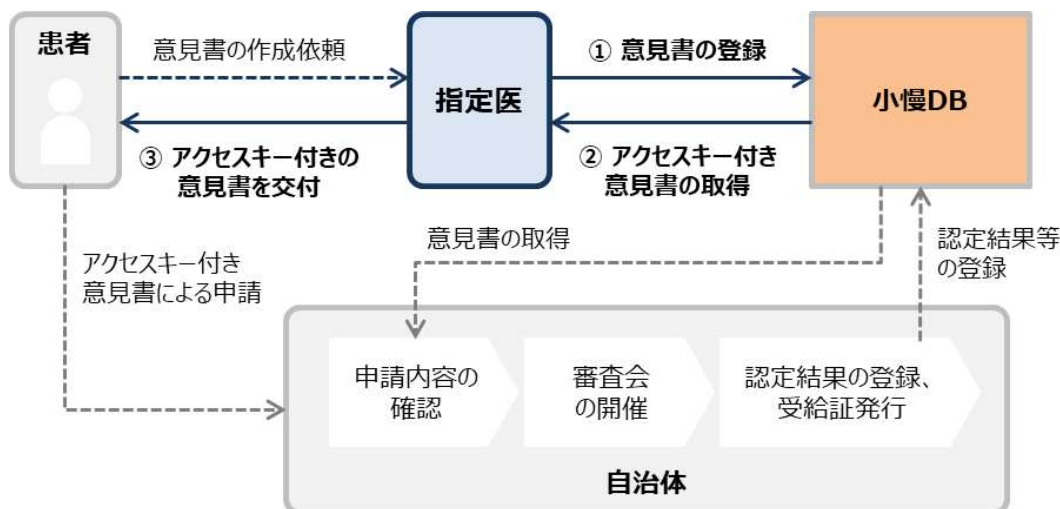 患者
意見書の作成依頼
指定医
① 意見書の登録
小慢DB
③ アクセスキー付きの
意見書を交付
② アクセスキー付き
意見書の取得
アクセスキー付き
意見書による申請
意見書の取得
認定結果等
の登録
申請内容の
確認
審査会
の開催
認定結果の登録、
受給証発行
自治体